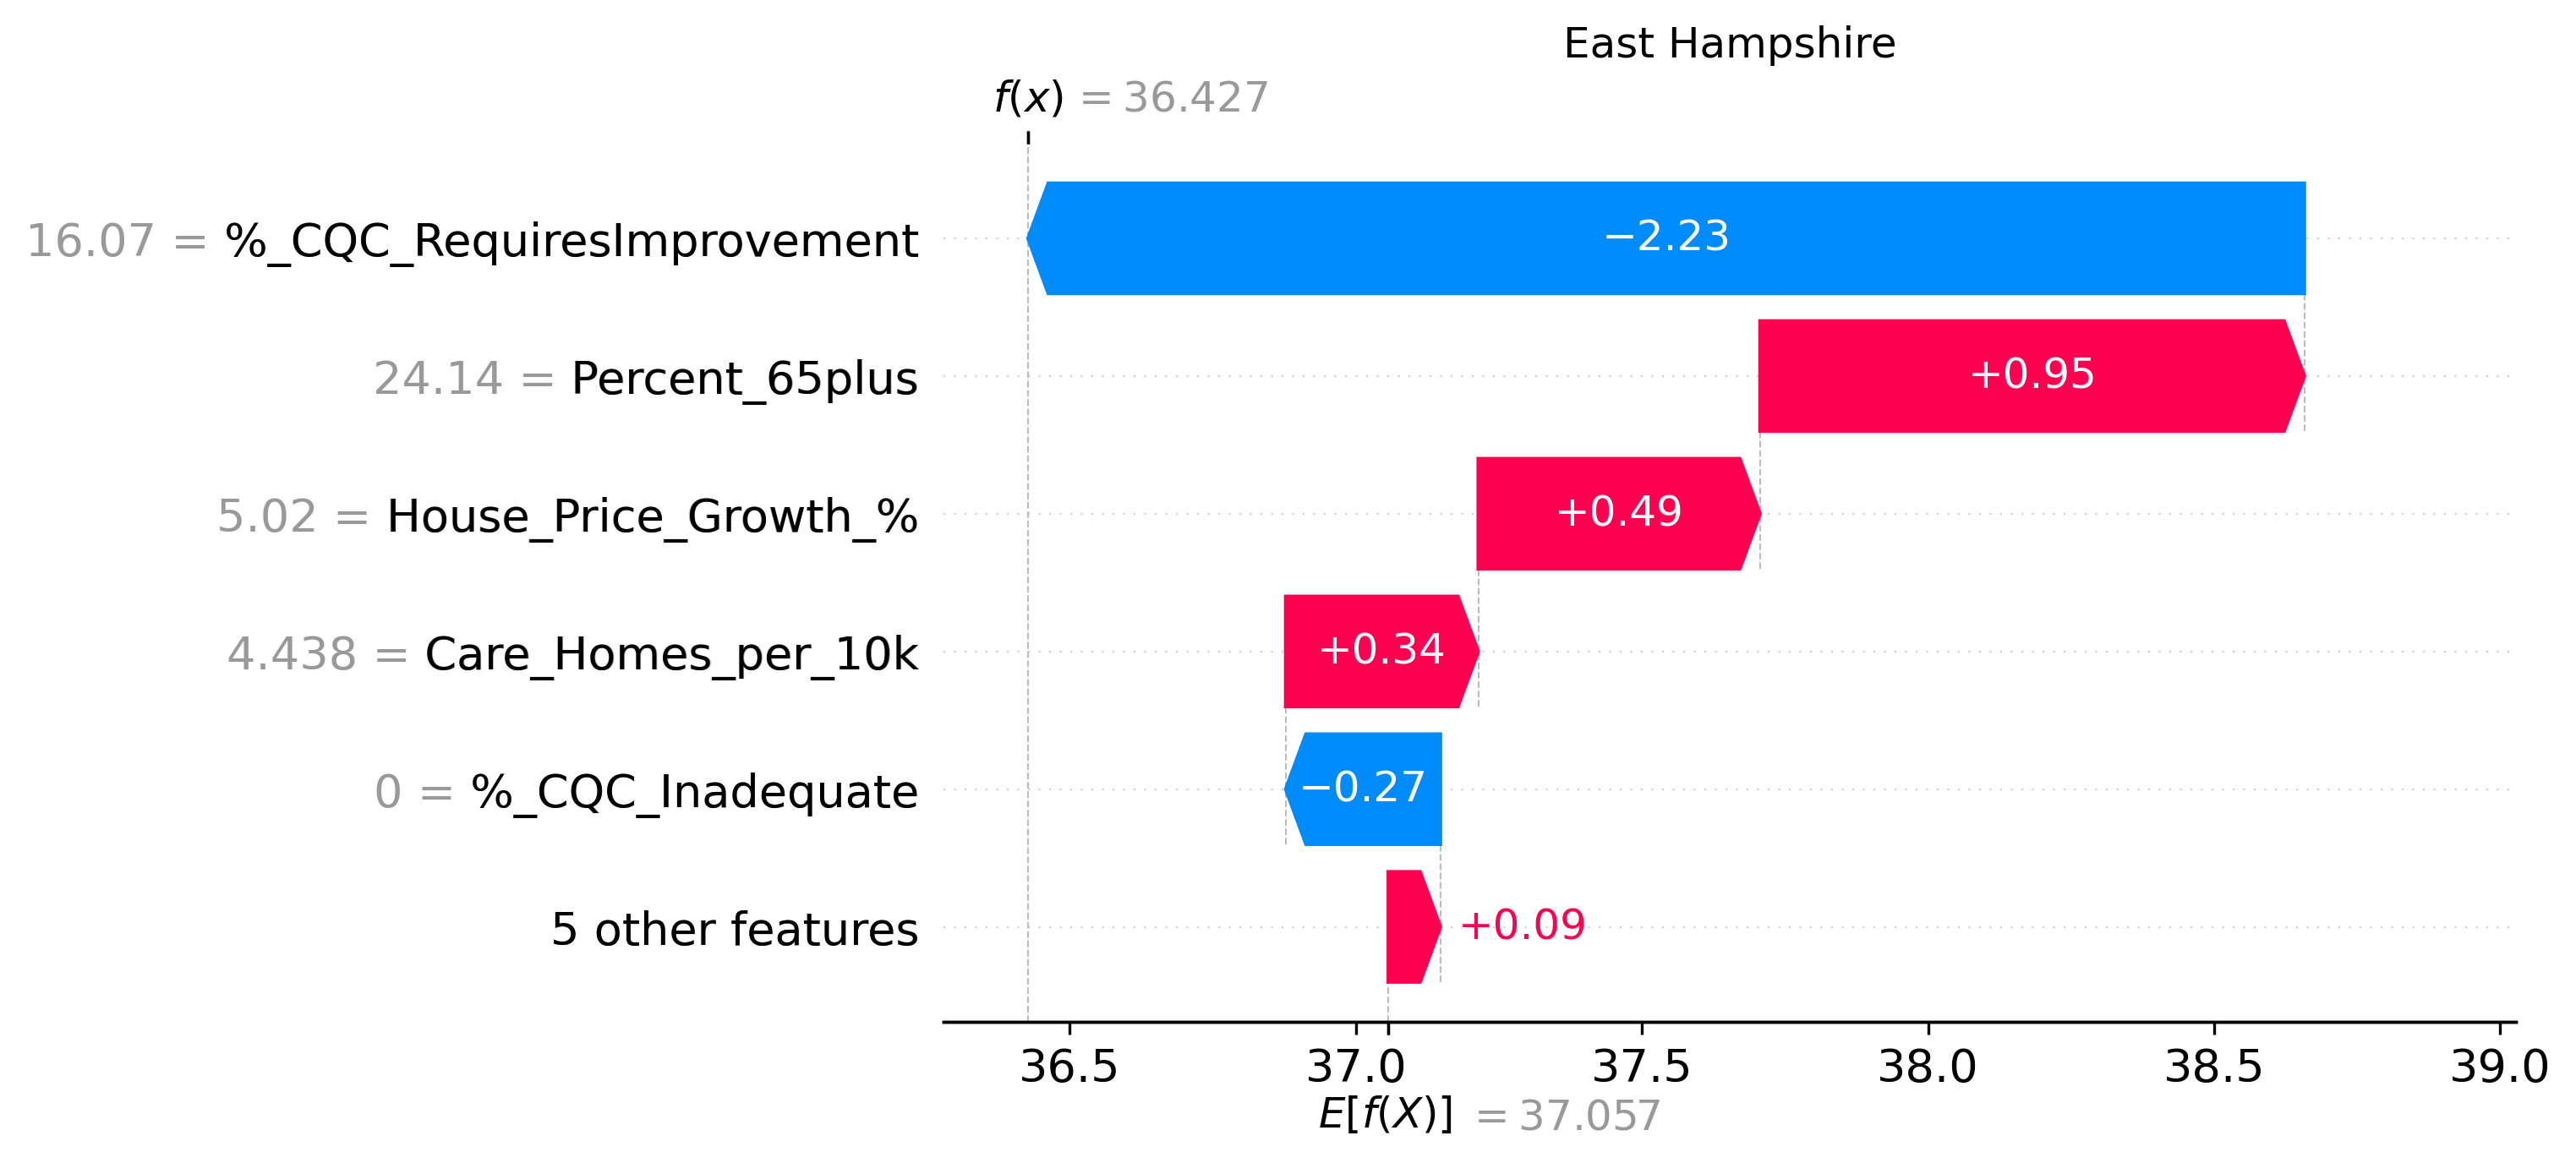 East Hampshire
f(x) = 36.427
16.07 = %_CQC_RequiresImprovement
−2.23
24.14 = Percent_65plus
+0.95
5.02 = House_Price_Growth_%
+0.49
4.438 = Care_Homes_per_10k
+0.34
0 = %_CQC_Inadequate
−0.27
5 other features
+0.09
36.5 37.0 37.5 38.0 38.5 39.0
E[f(X)] = 37.057